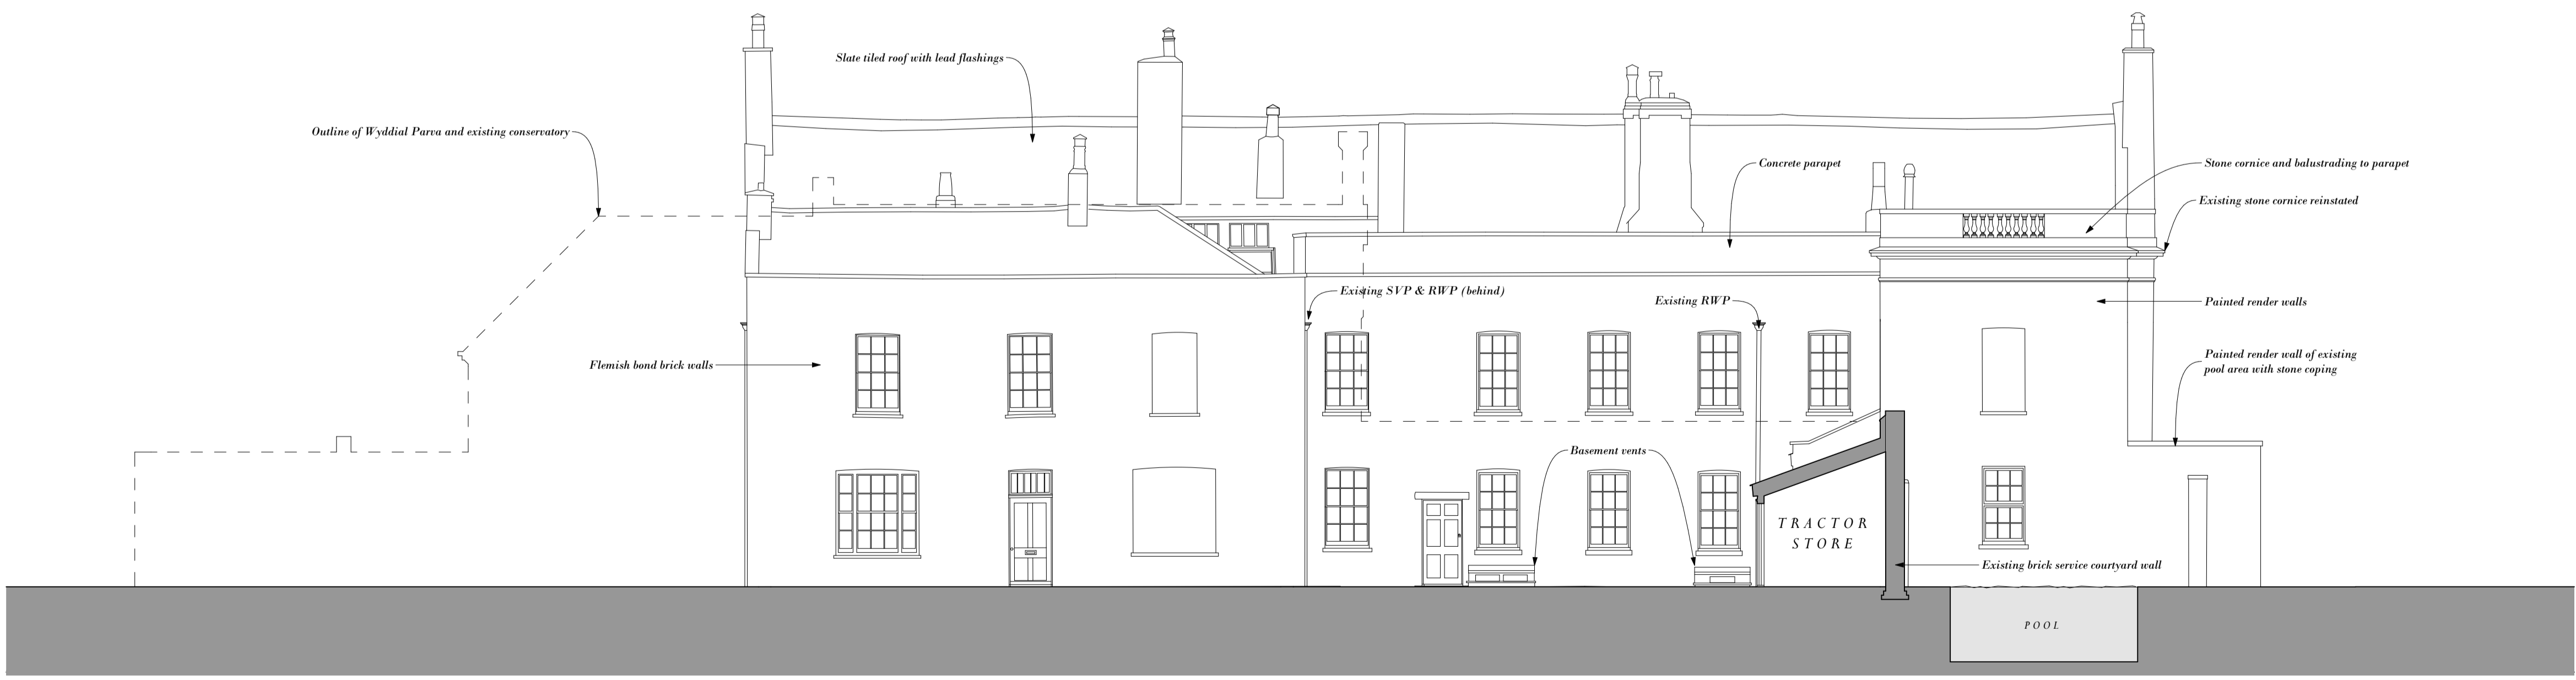 Slate tiled roof with lead flashings
Outline of Wyddial Parva and existing conservatory
Concrete parapet
Stone cornice and balustrading to parapet
Existing stone cornice reinstated
Existing SVP & RWP (behind)
Existing RWP
Painted render walls
Flemish bond brick walls
Painted render wall of existing
pool area with stone coping
Basement vents
TRACTOR
STORE
Existing brick service courtyard wall
POOL